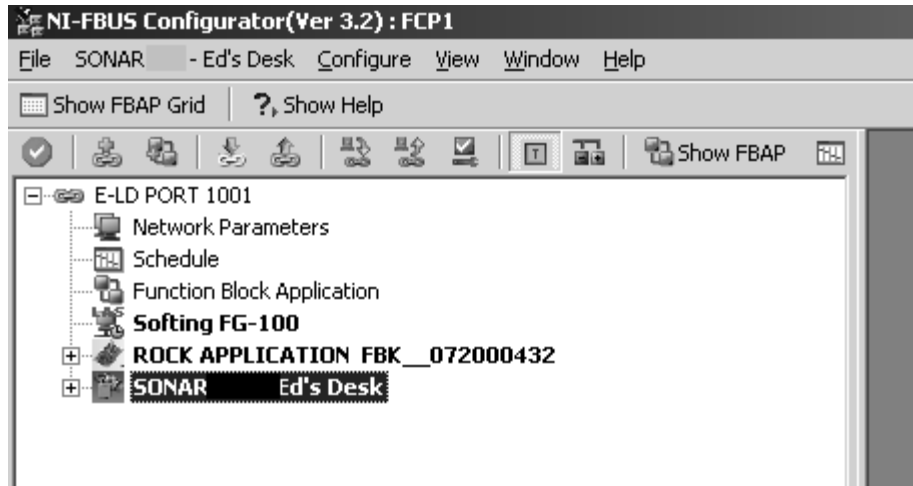 NI-FBUS Configurator(Ver 3.2) : FCP1
File SONAR - Ed's Desk Configure View Window Help
Show FBAP Grid ?, Show Help
T Show FBAP
E-LD PORT 1001
Network Parameters
Schedule
Function Block Application
LAS
Softing FG-100
ROCK APPLICATION FBK__072000432
SONAR Ed's Desk